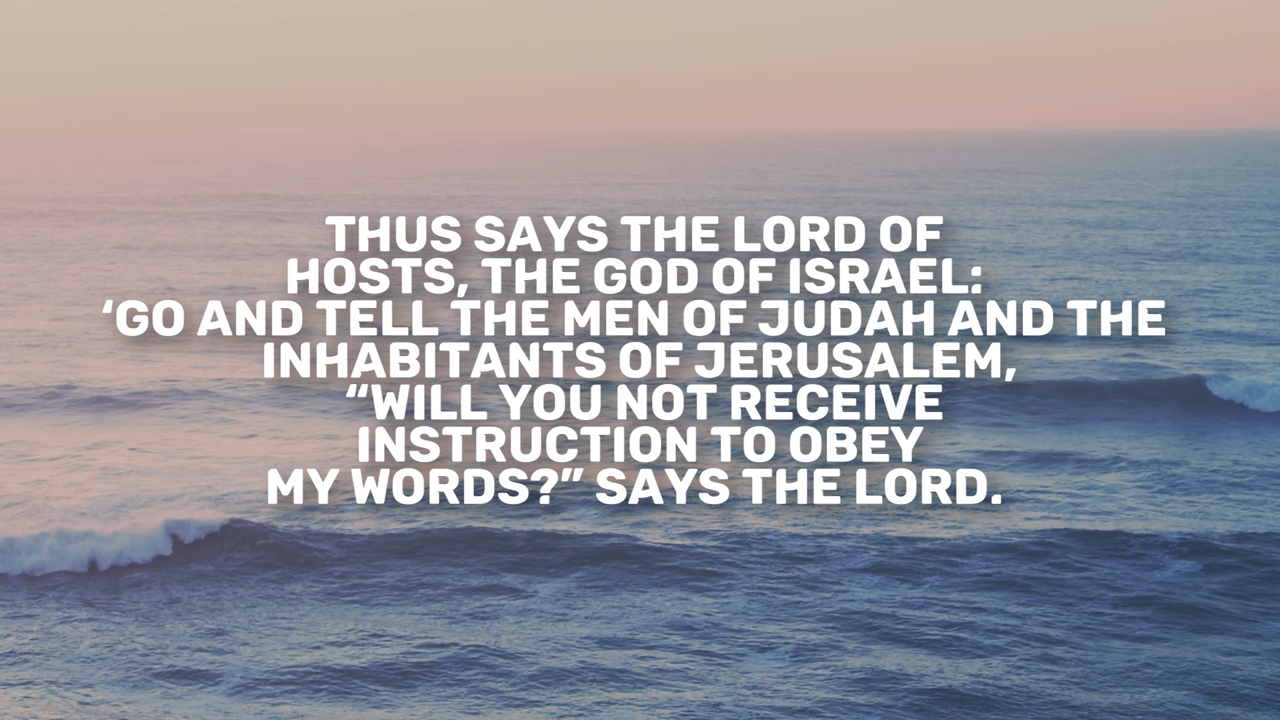 THUS SAYS THE LORD OF
HOSTS, THE GOD OF ISRAEL:
‘GO AND TELL THE MEN OF JUDAH AND THE
INHABITANTS OF JERUSALEM,
“WILL YOU NOT RECEIVE
INSTRUCTION TO OBEY
MY WORDS?” SAYS THE LORD.